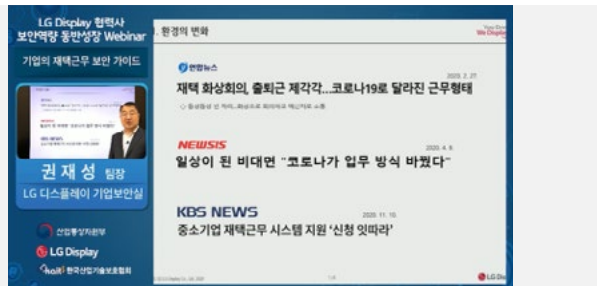 LG Display 협력사
보안역량 동반성장 Webinar
기업의 재택근무 보안 가이드
권재성 팀장
LG 디스플레이 기업보안실
산업통상자원부
LG Display
한국산업기술보호협회
. 환경의 변화
연합뉴스
2020. 2. 27.
재택 화상회의, 출퇴근 제각각...코로나19로 달라진 근무형태
NEWSIS
2020. 4. 9.
일상이 된 비대면 "코로나가 업무 방식 바꿨다"
KBS NEWS
2020. 11. 10.
중소기업 재택근무 시스템 지원 '신청 잇따라'
LG Dis